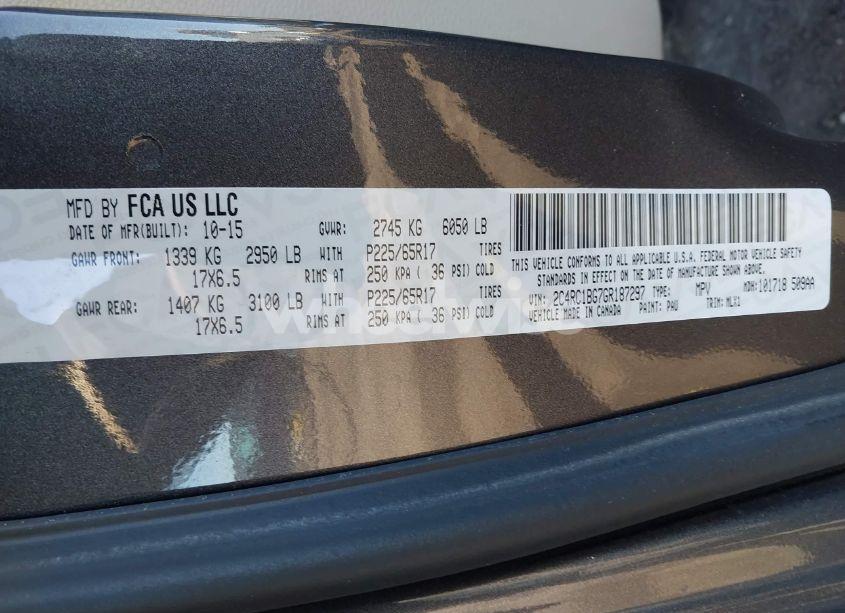 MFD BY FCA US LLC
DATE OF MFR(BUILT): 10-15 GVWR: 2745 KG 6050 LB
GAWR FRONT: 1339 KG 2950 LB WITH P225/65R17 TIRES
17X6.5 RIMS AT 250 KPA ( 36 PSI) COLD
GAWR REAR: 1407 KG 3100 LB WITH P225/65R17 TIRES
17X6.5 RIMS AT 250 KPA ( 36 PSI) COLD
THIS VEHICLE CONFORMS TO ALL APPLICABLE U.S.A. FEDERAL MOTOR VEHICLE SAFETY
STANDARDS IN EFFECT ON THE DATE OF MANUFACTURE SHOWN ABOVE.
VIN: 2C4RC1BG7GR187297 TYPE: MPV MDH: 101718 509AA
VEHICLE MADE IN CANADA PAINT: PAU TRIM: MLX1